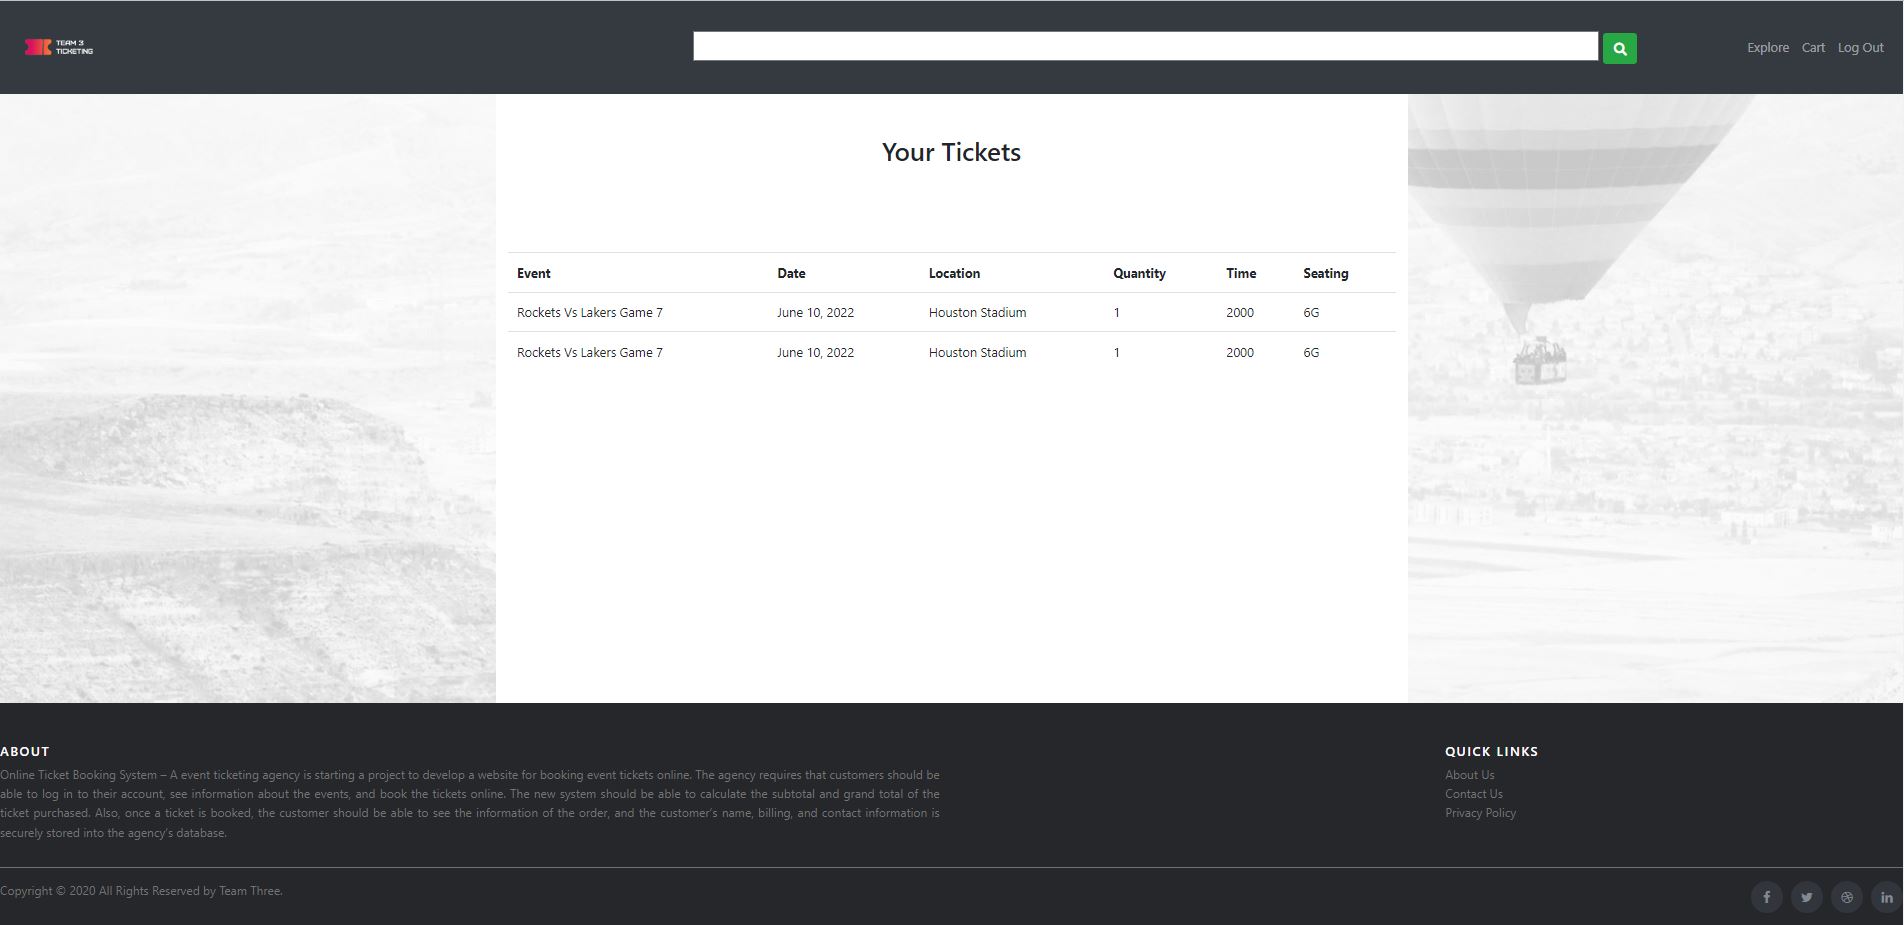 TEAM 3
TICKETING
Explore Cart Log Out
Your Tickets
Event Date Location Quantity Time Seating
Rockets Vs Lakers Game 7 June 10, 2022 Houston Stadium 1 2000 6G
Rockets Vs Lakers Game 7 June 10, 2022 Houston Stadium 1 2000 6G
ABOUT
Online Ticket Booking System – A event ticketing agency is starting a project to develop a website for booking event tickets online. The agency requires that customers should be
able to log in to their account, see information about the events, and book the tickets online. The new system should be able to calculate the subtotal and grand total of the
ticket purchased. Also, once a ticket is booked, the customer should be able to see the information of the order, and the customer's name, billing, and contact information is
securely stored into the agency's database.
QUICK LINKS
About Us
Contact Us
Privacy Policy
Copyright © 2020 All Rights Reserved by Team Three.